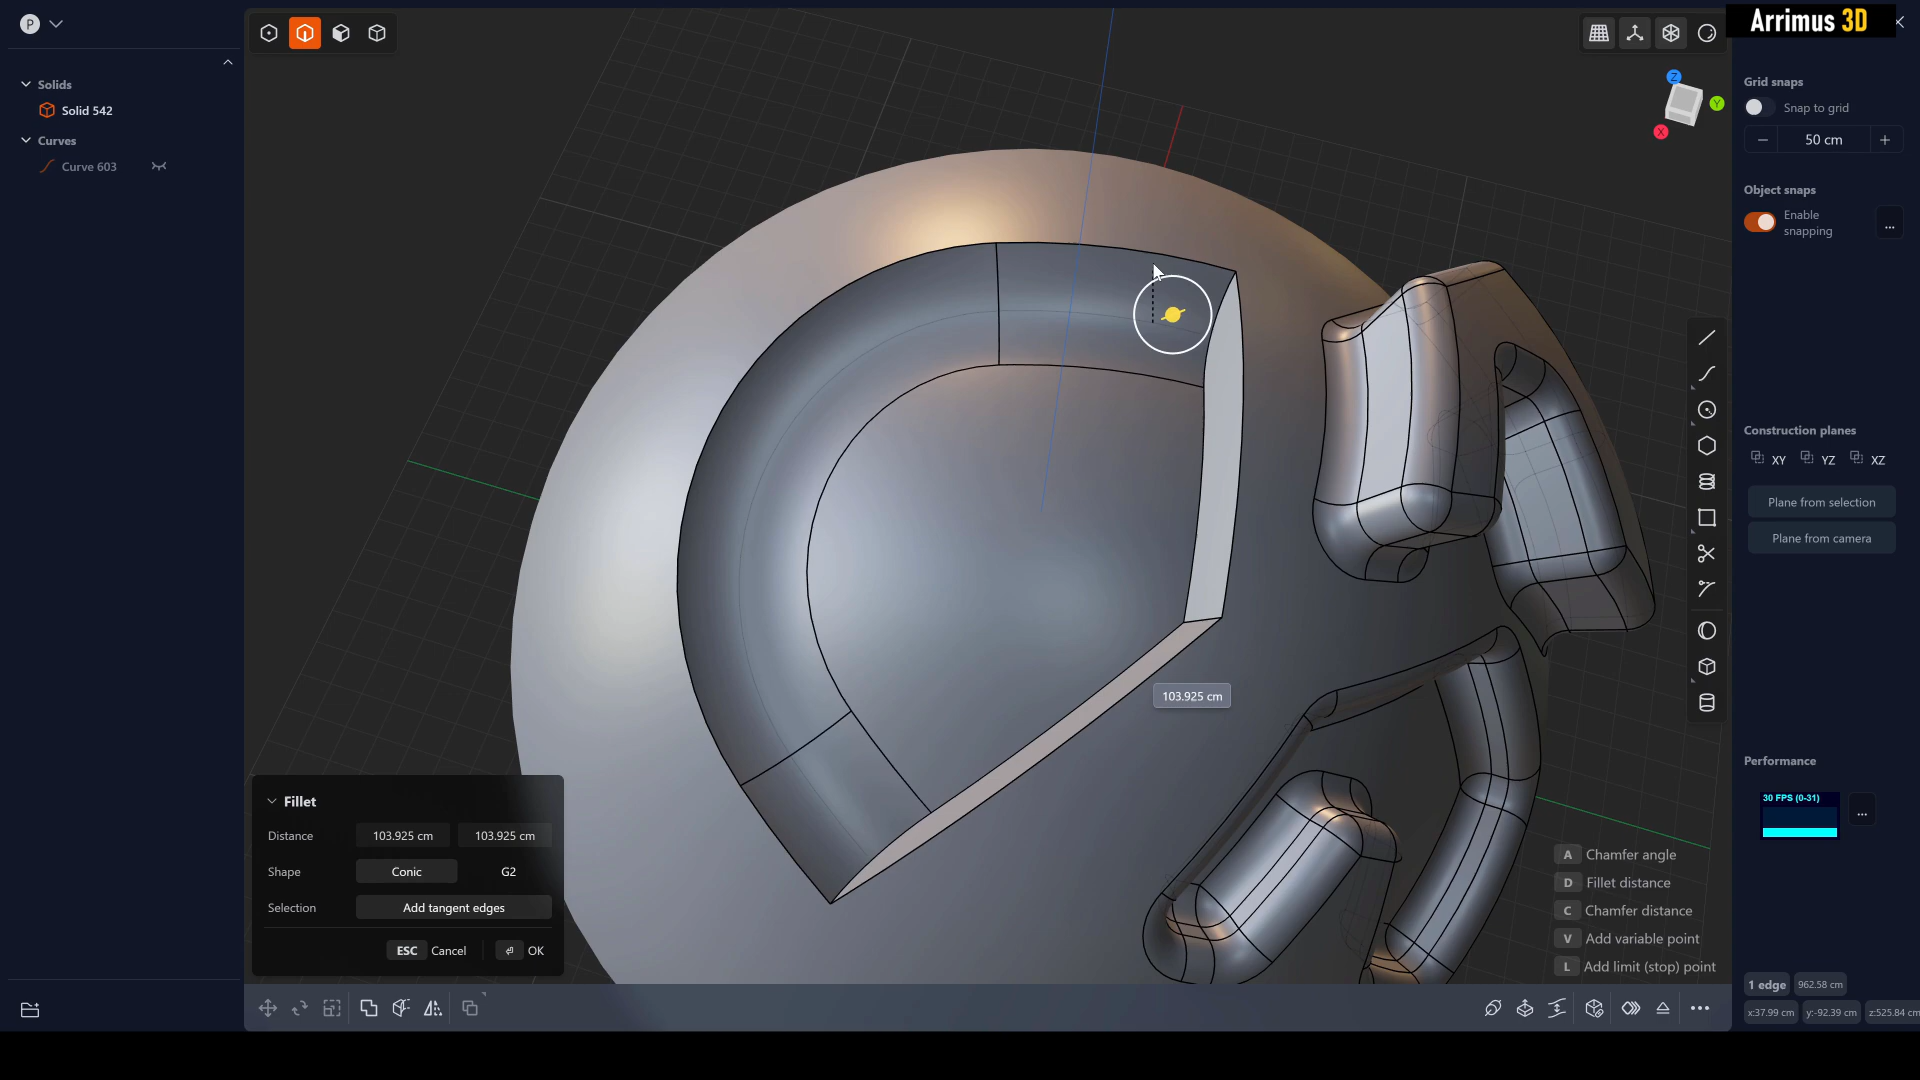 P
Arrimus 3D
Solids
Solid 542
Curves
Curve 603
Z
Y
X
Grid snaps
Snap to grid
50 cm
Object snaps
Enable
snapping
...
Construction planes
XY
YZ
XZ
Plane from selection
Plane from camera
103.925 cm
Performance
30 FPS (0-31)
...
Fillet
Distance
103.925 cm
103.925 cm
Shape
Conic
G2
Selection
Add tangent edges
ESC
Cancel
OK
A Chamfer angle
D Fillet distance
C Chamfer distance
V Add variable point
L Add limit (stop) point
1 edge
962.58 cm
x:37.99 cm
y:-92.39 cm
z:525.84 cm